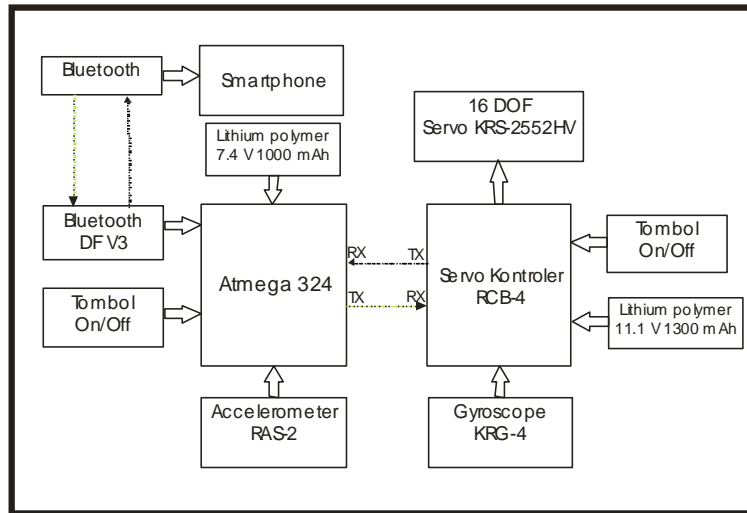 Bluetooth
Smartphone
16 DOF
Servo KRS-2552HV
Lithium polymer
7.4 V 1000 mAh
Bluetooth
DF V3
Atmega 324
RX
TX
TX
RX
Servo Kontroler
RCB-4
Tombol
On/Off
Tombol
On/Off
Lithium polymer
11.1 V 1300 mAh
Accelerometer
RAS-2
Gyroscope
KRG-4